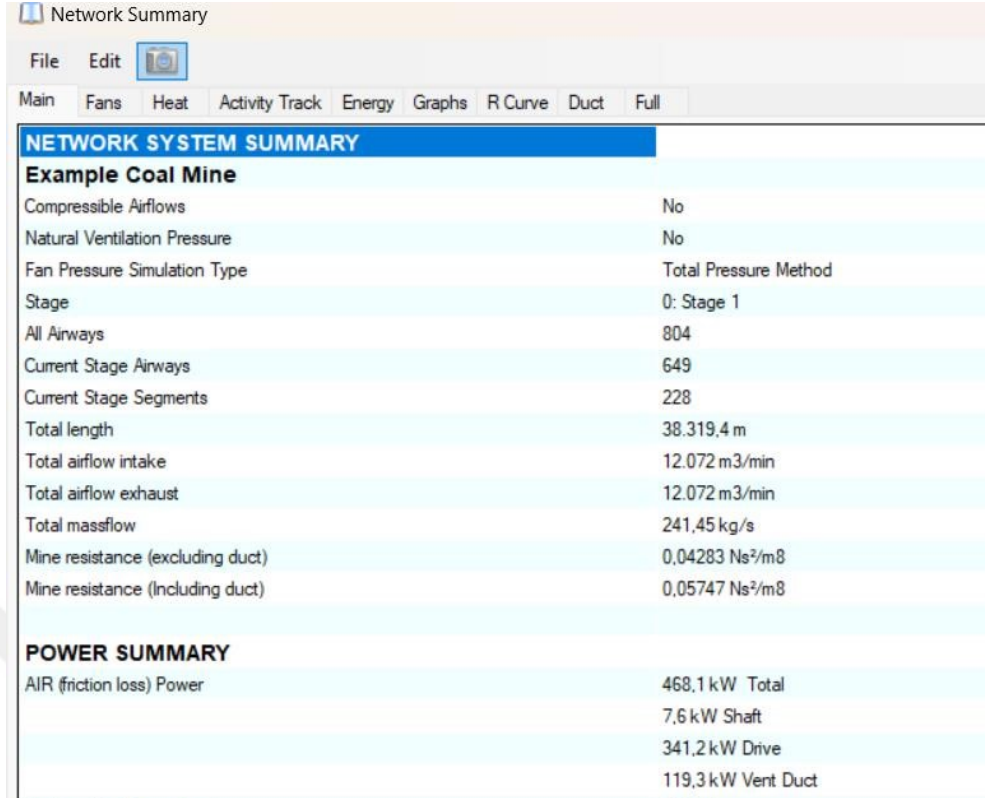 Network Summary
File Edit
Main Fans Heat Activity Track Energy Graphs R Curve Duct Full
NETWORK SYSTEM SUMMARY
Example Coal Mine
Compressible Airflows No
Natural Ventilation Pressure No
Fan Pressure Simulation Type Total Pressure Method
Stage 0: Stage 1
All Airways 804
Current Stage Airways 649
Current Stage Segments 228
Total length 38.319,4 m
Total airflow intake 12.072 m3/min
Total airflow exhaust 12.072 m3/min
Total massflow 241,45 kg/s
Mine resistance (excluding duct) 0,04283 Ns²/m8
Mine resistance (Including duct) 0,05747 Ns²/m8
POWER SUMMARY
AIR (friction loss) Power 468,1 kW Total
7,6 kW Shaft
341,2 kW Drive
119,3 kW Vent Duct